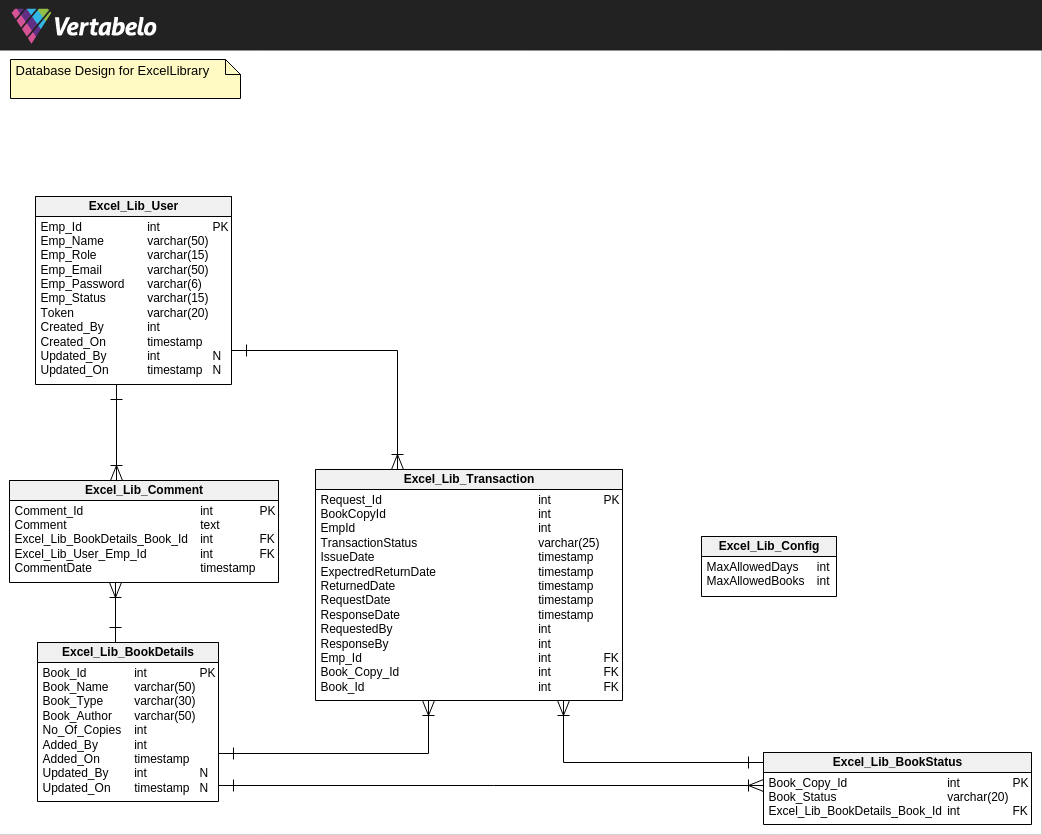 Vertabelo
Database Design for ExcelLibrary
Excel_Lib_User
Emp_Id int PK
Emp_Name varchar(50)
Emp_Role varchar(15)
Emp_Email varchar(50)
Emp_Password varchar(6)
Emp_Status varchar(15)
Token varchar(20)
Created_By int
Created_On timestamp
Updated_By int N
Updated_On timestamp N
Excel_Lib_Comment
Comment_Id int PK
Comment text
Excel_Lib_BookDetails_Book_Id int FK
Excel_Lib_User_Emp_Id int FK
CommentDate timestamp
Excel_Lib_Transaction
Request_Id int PK
BookCopyId int
EmpId int
TransactionStatus varchar(25)
IssueDate timestamp
ExpectredReturnDate timestamp
ReturnedDate timestamp
RequestDate timestamp
ResponseDate timestamp
RequestedBy int
ResponseBy int
Emp_Id int FK
Book_Copy_Id int FK
Book_Id int FK
Excel_Lib_Config
MaxAllowedDays int
MaxAllowedBooks int
Excel_Lib_BookDetails
Book_Id int PK
Book_Name varchar(50)
Book_Type varchar(30)
Book_Author varchar(50)
No_Of_Copies int
Added_By int
Added_On timestamp
Updated_By int N
Updated_On timestamp N
Excel_Lib_BookStatus
Book_Copy_Id int PK
Book_Status varchar(20)
Excel_Lib_BookDetails_Book_Id int FK